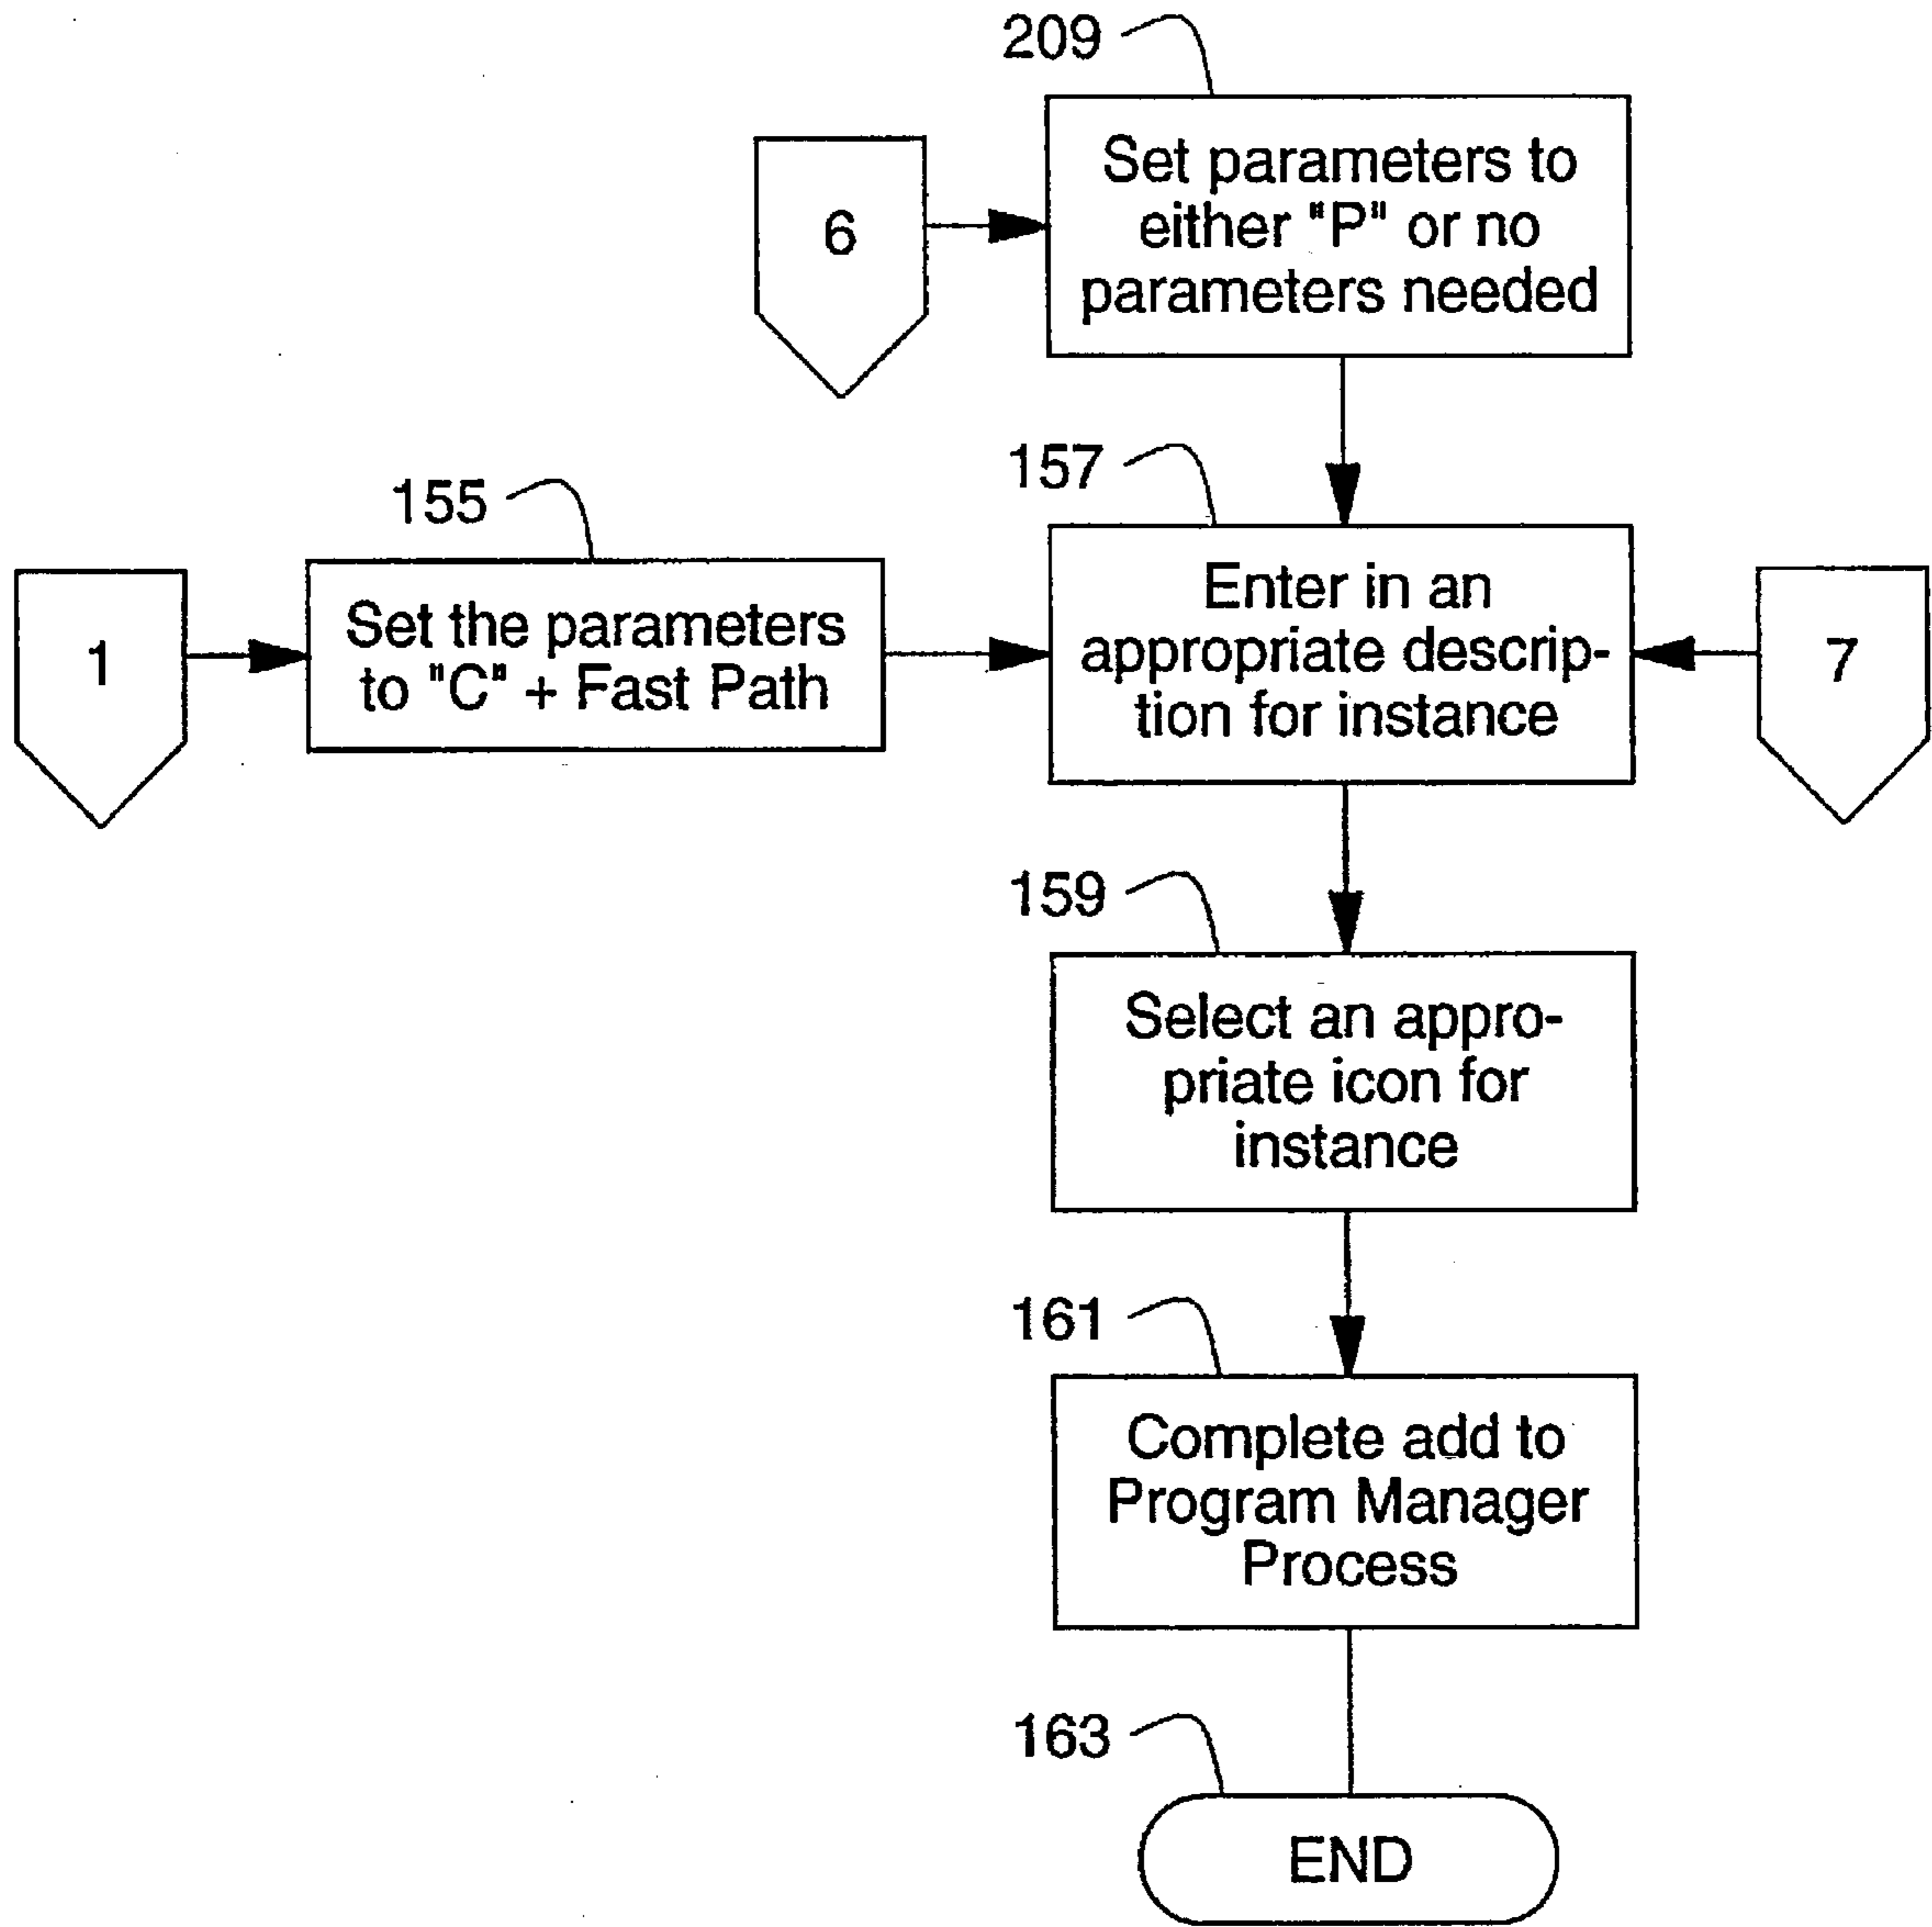 209
Set parameters to
either "P" or no
parameters needed
6
157
155
1
Set the parameters
to "C" + Fast Path
Enter in an
appropriate descrip-
tion for instance
7
159
Select an appro-
priate icon for
instance
161
Complete add to
Program Manager
Process
163
END